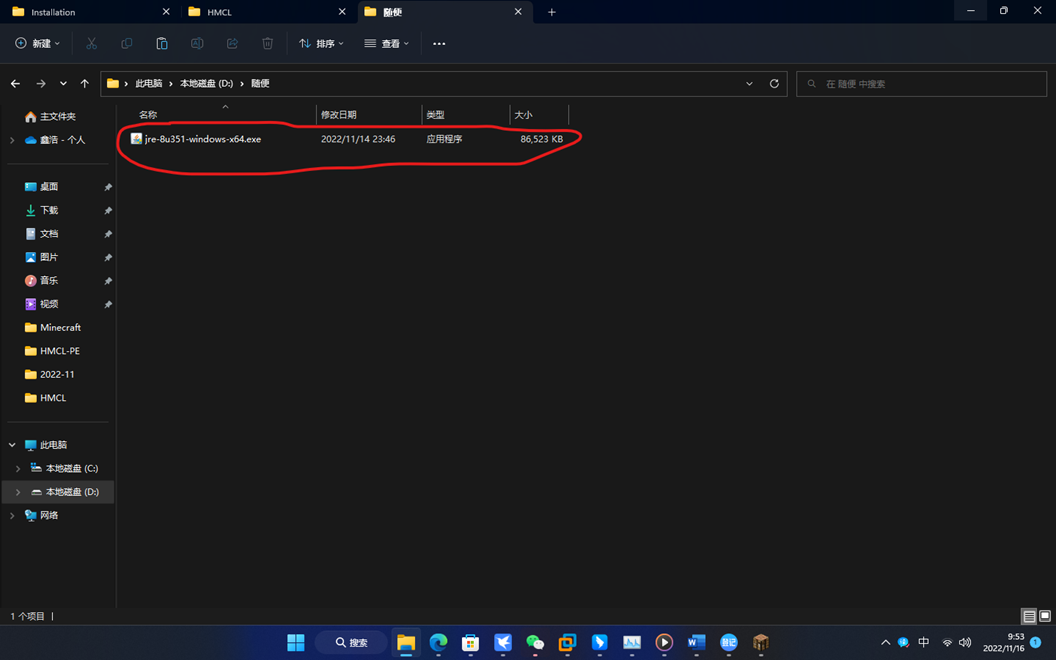 Installation
HMCL
随便
新建
排序
查看
此电脑
本地磁盘 (D:)
随便
在 随便 中搜索
名称
修改日期
类型
大小
jre-8u351-windows-x64.exe
2022/11/14 23:46
应用程序
86,523 KB
主文件夹
鑫浩 - 个人
桌面
下载
文档
图片
音乐
视频
Minecraft
HMCL-PE
2022-11
HMCL
此电脑
本地磁盘 (C:)
本地磁盘 (D:)
网络
1 个项目
搜索
中
9:53
2022/11/16
1